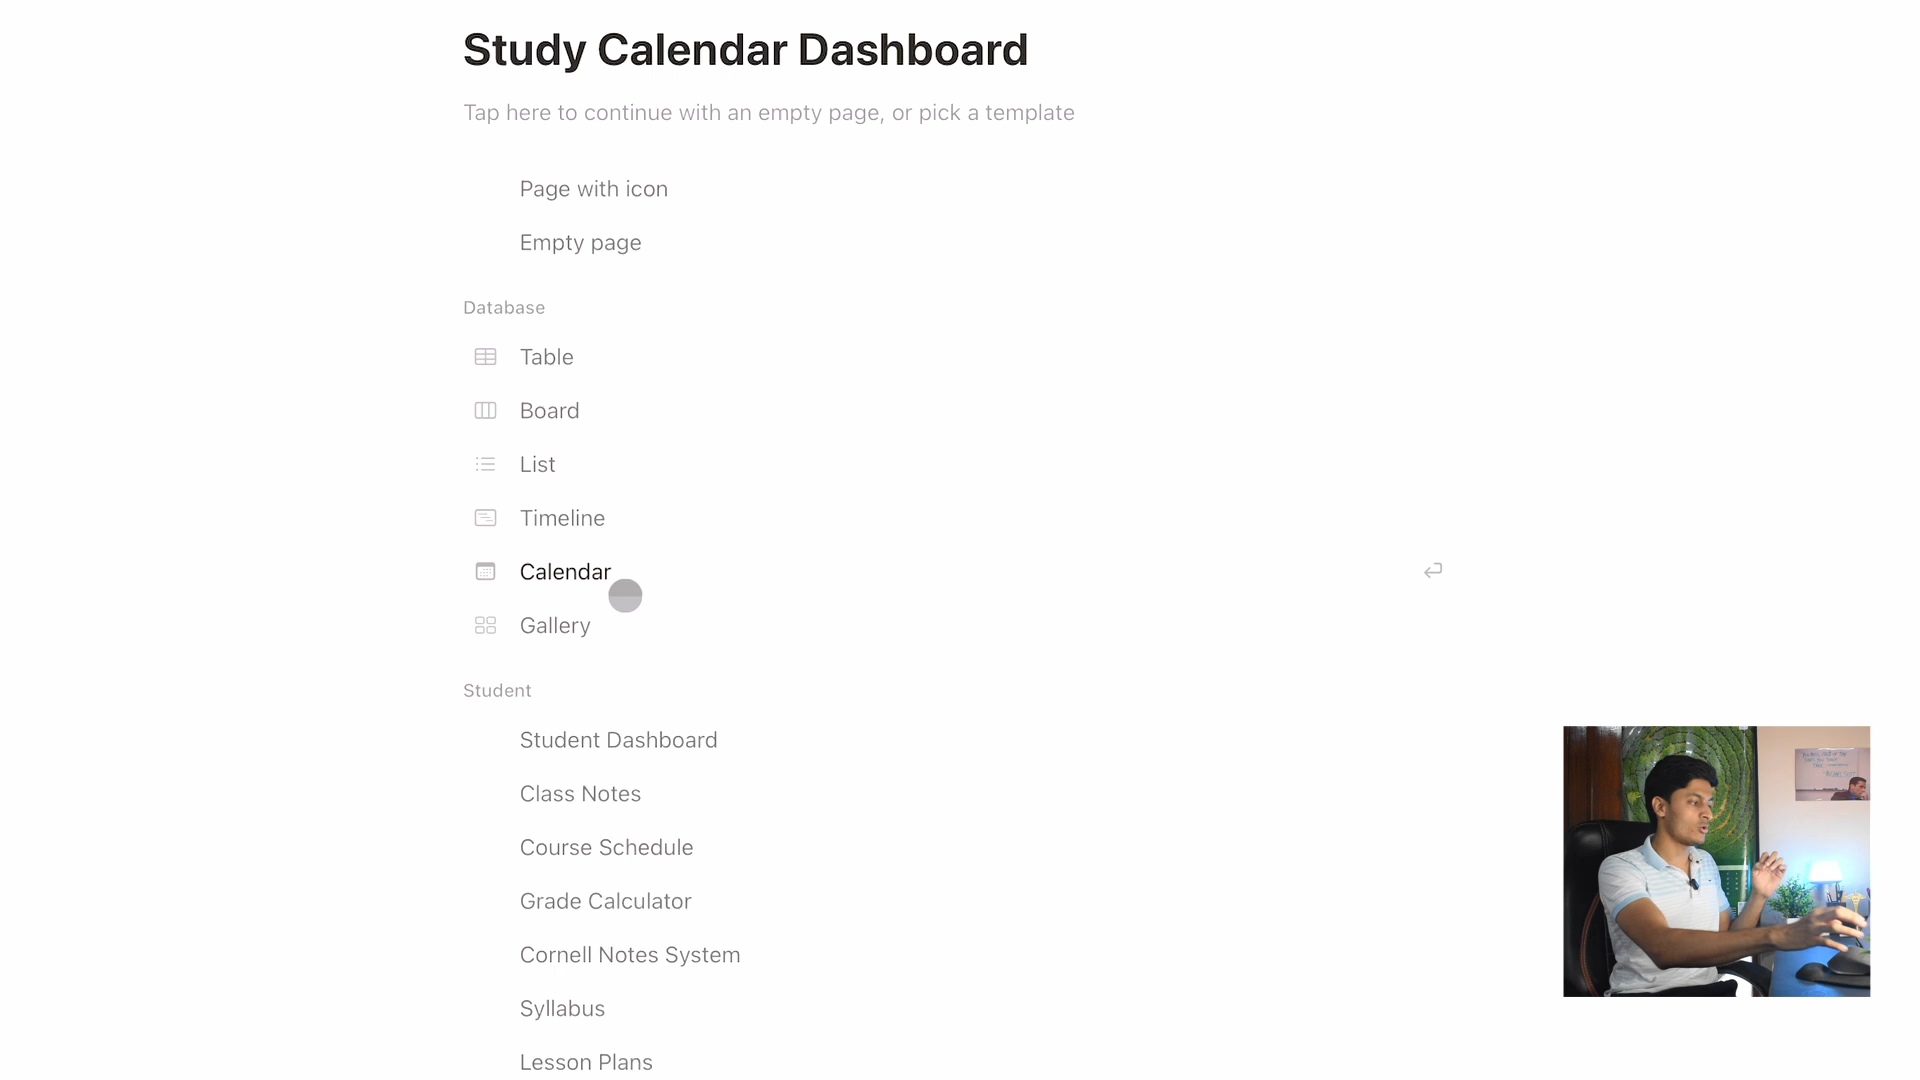 Study Calendar Dashboard
Tap here to continue with an empty page, or pick a template
Page with icon
Empty page
Database
Table
Board
List
Timeline
Calendar
Gallery
Student
Student Dashboard
Class Notes
Course Schedule
Grade Calculator
Cornell Notes System
Syllabus
Lesson Plans